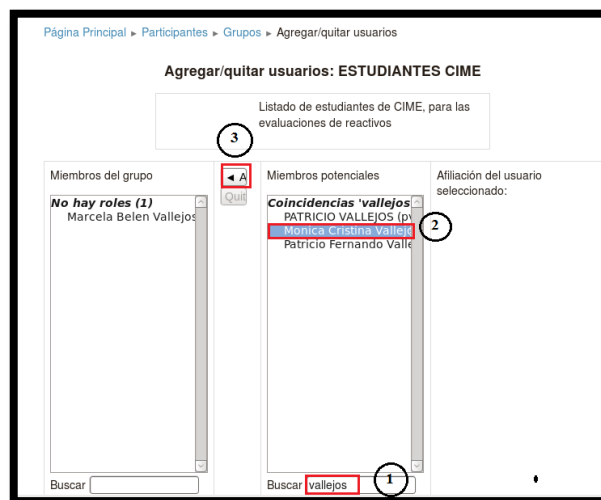 Página Principal ► Participantes ► Grupos ► Agregar/quitar usuarios
Agregar/quitar usuarios: ESTUDIANTES CIME
Listado de estudiantes de CIME, para las
evaluaciones de reactivos
3
Miembros del grupo
No hay roles (1)
Marcela Belen Vallejos
Buscar
◄ A
Quit
Miembros potenciales
Coincidencias 'vallejos'
PATRICIO VALLEJOS (pv
Monica Cristina Vallejo
2
Patricio Fernando Valle
Buscar vallejos
1
Afiliación del usuario
seleccionado: